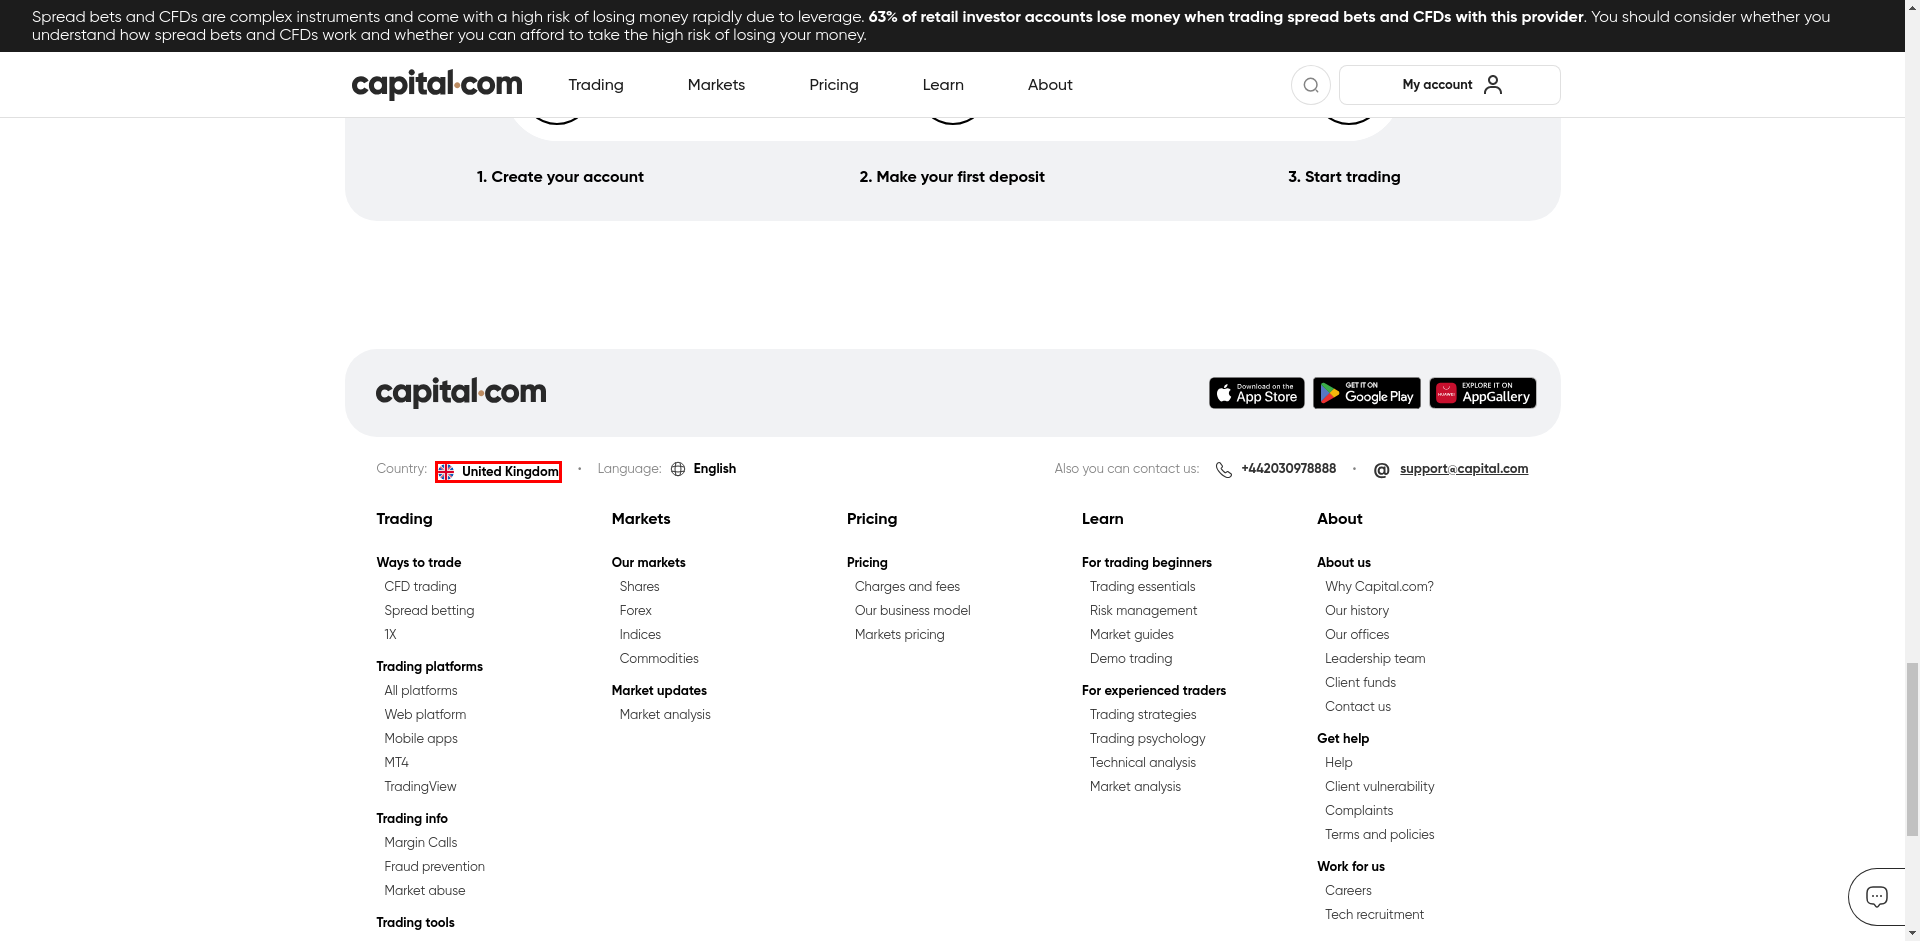 Spread bets and CFDs are complex instruments and come with a high risk of losing money rapidly due to leverage. 63% of retail investor accounts lose money when trading spread bets and CFDs with this provider. You should consider whether you
understand how spread bets and CFDs work and whether you can afford to take the high risk of losing your money.
capital.com Trading Markets Pricing Learn About My account
1. Create your account 2. Make your first deposit 3. Start trading
capital.com
Download on the App Store
GET IT ON Google Play
HUAWEI EXPLORE IT ON AppGallery
Country: United Kingdom • Language: English Also you can contact us: +442030978888 • @ support@capital.com
Trading
Ways to trade
CFD trading
Spread betting
1X
Trading platforms
All platforms
Web platform
Mobile apps
MT4
TradingView
Trading info
Margin Calls
Fraud prevention
Market abuse
Trading tools
Markets
Our markets
Shares
Forex
Indices
Commodities
Market updates
Market analysis
Pricing
Pricing
Charges and fees
Our business model
Markets pricing
Learn
For trading beginners
Trading essentials
Risk management
Market guides
Demo trading
For experienced traders
Trading strategies
Trading psychology
Technical analysis
Market analysis
About
About us
Why Capital.com?
Our history
Our offices
Leadership team
Client funds
Contact us
Get help
Help
Client vulnerability
Complaints
Terms and policies
Work for us
Careers
Tech recruitment